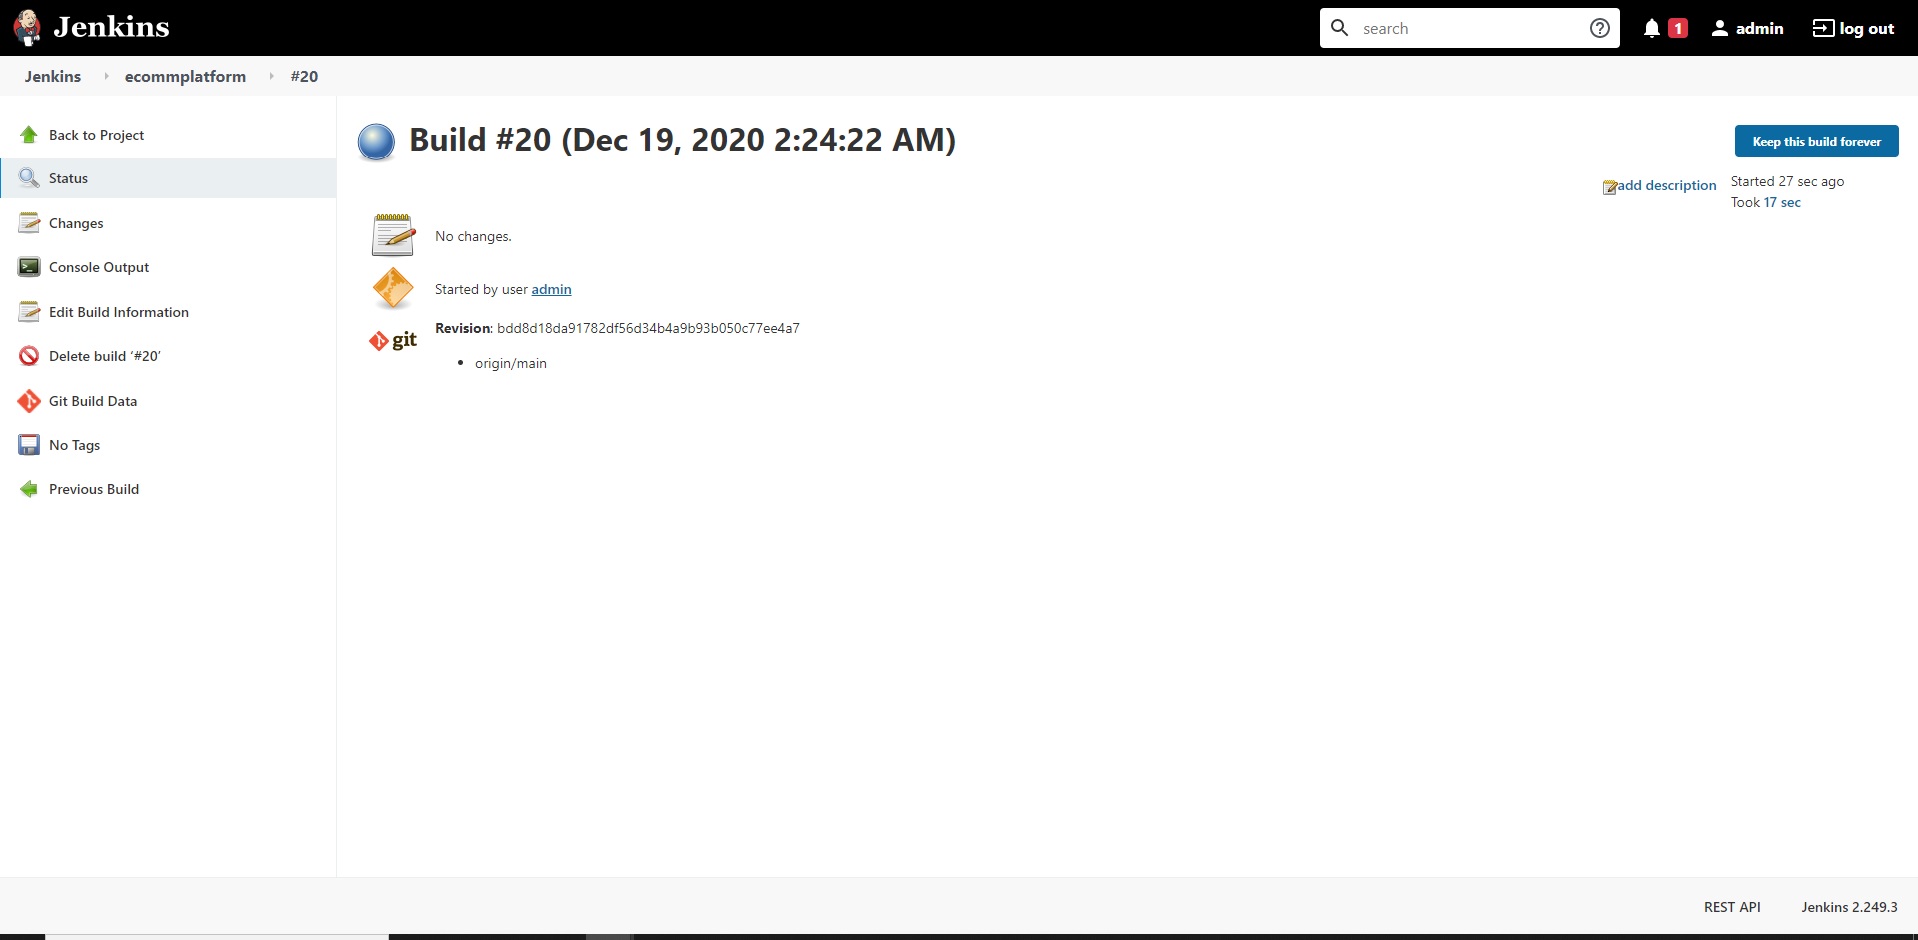 Jenkins
search
1
admin
log out
Jenkins
ecommplatform
#20
Back to Project
Status
Changes
Console Output
Edit Build Information
Delete build ‘#20’
Git Build Data
No Tags
Previous Build
Build #20 (Dec 19, 2020 2:24:22 AM)
Keep this build forever
add description
Started 27 sec ago
Took 17 sec
No changes.
Started by user admin
git
Revision: bdd8d18da91782df56d34b4a9b93b050c77ee4a7
origin/main
REST API
Jenkins 2.249.3